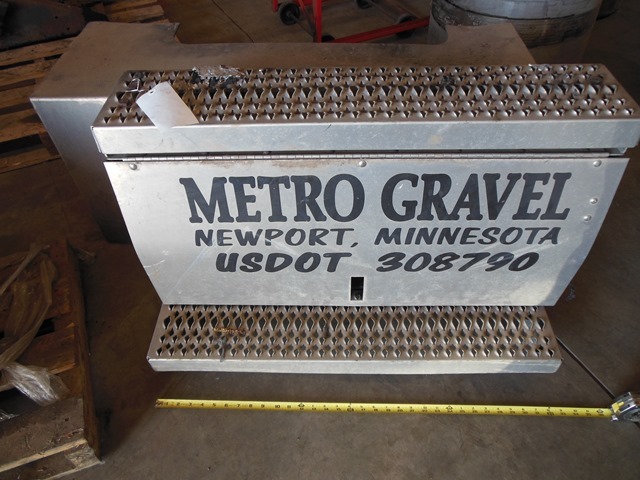 METRO GRAVEL
NEWPORT, MINNESOTA
USDOT 308790